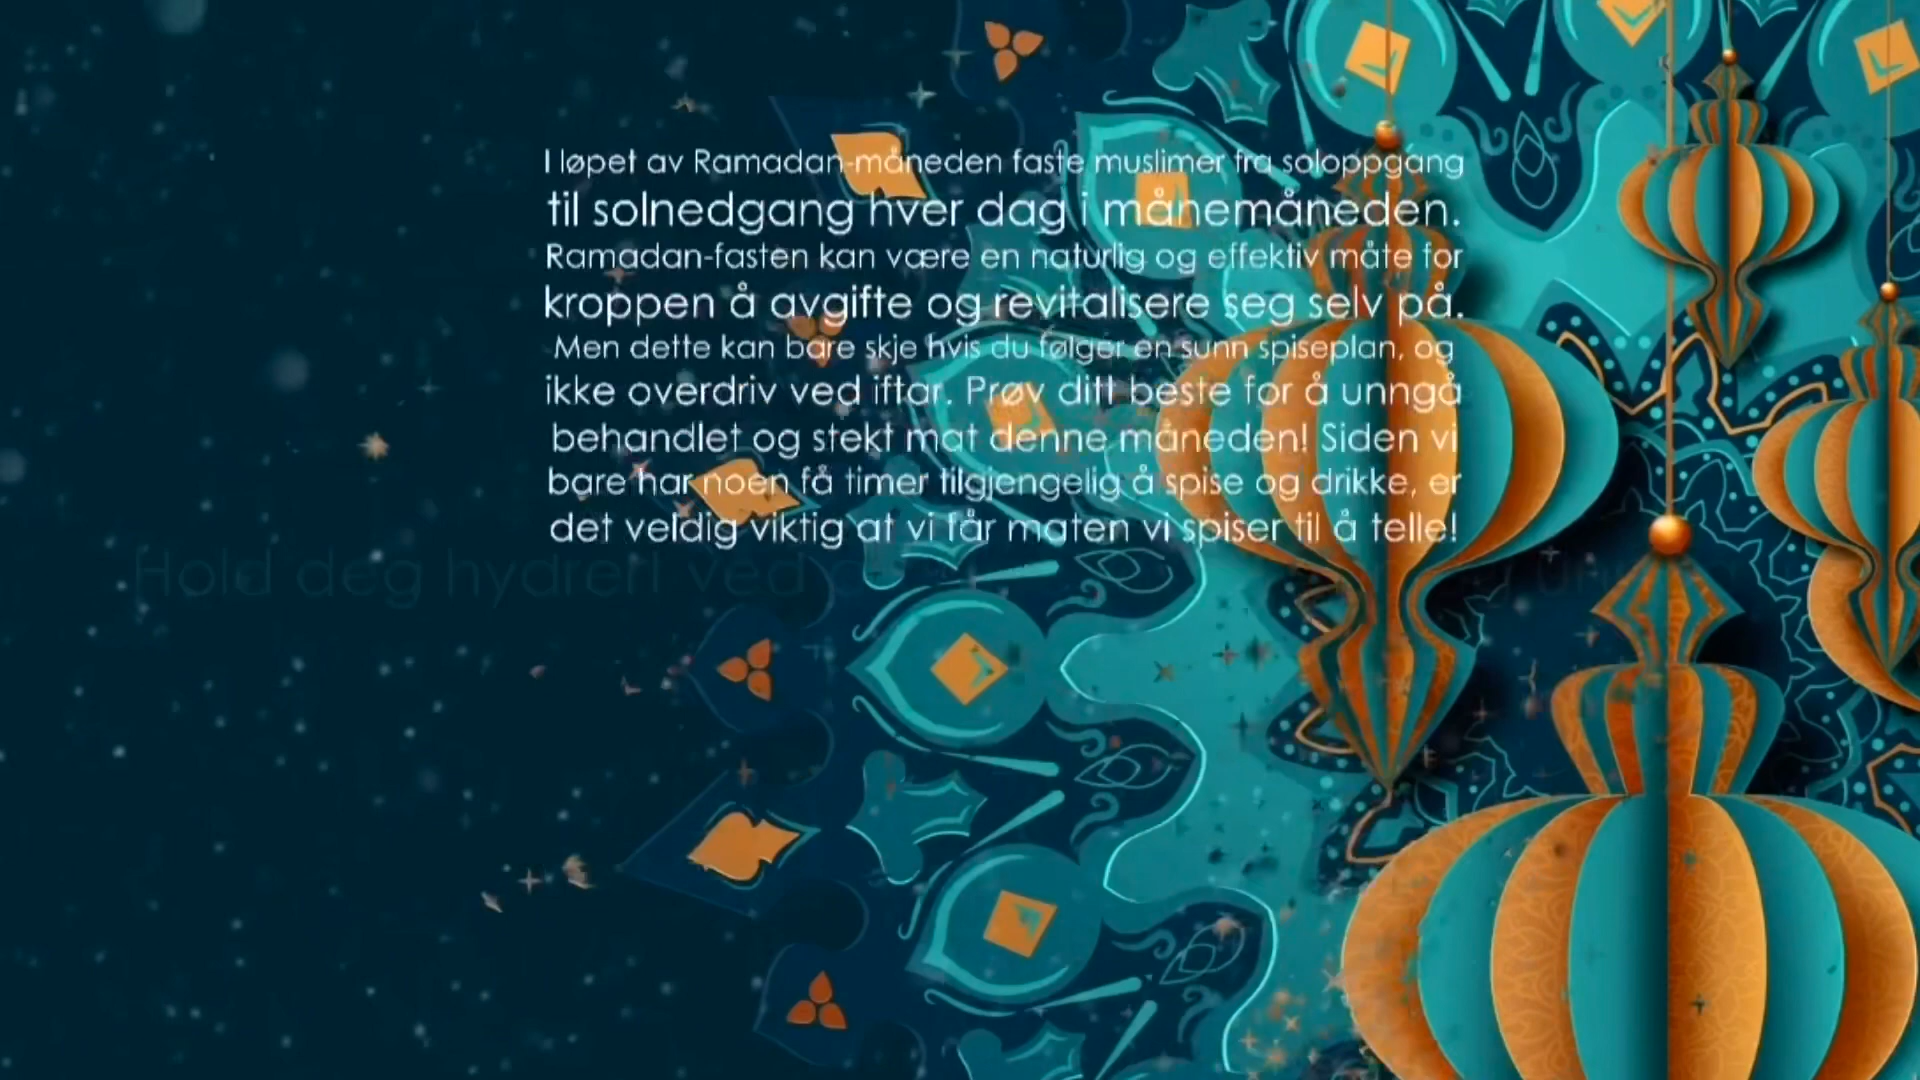 I løpet av Ramadan-måneden faste muslimer fra soloppgang
til solnedgang hver dag i månemåneden.
Ramadan-fasten kan være en naturlig og effektiv måte for
kroppen å avgifte og revitalisere seg selv på.
Men dette kan bare skje hvis du følger en sunn spiseplan, og
ikke overdriv ved iftar. Prøv ditt beste for å unngå
behandlet og stekt mat denne måneden! Siden vi
bare har noen få timer tilgjengelig å spise og drikke, er
det veldig viktig at vi får maten vi spiser til å telle!
Hold deg hydrert ved